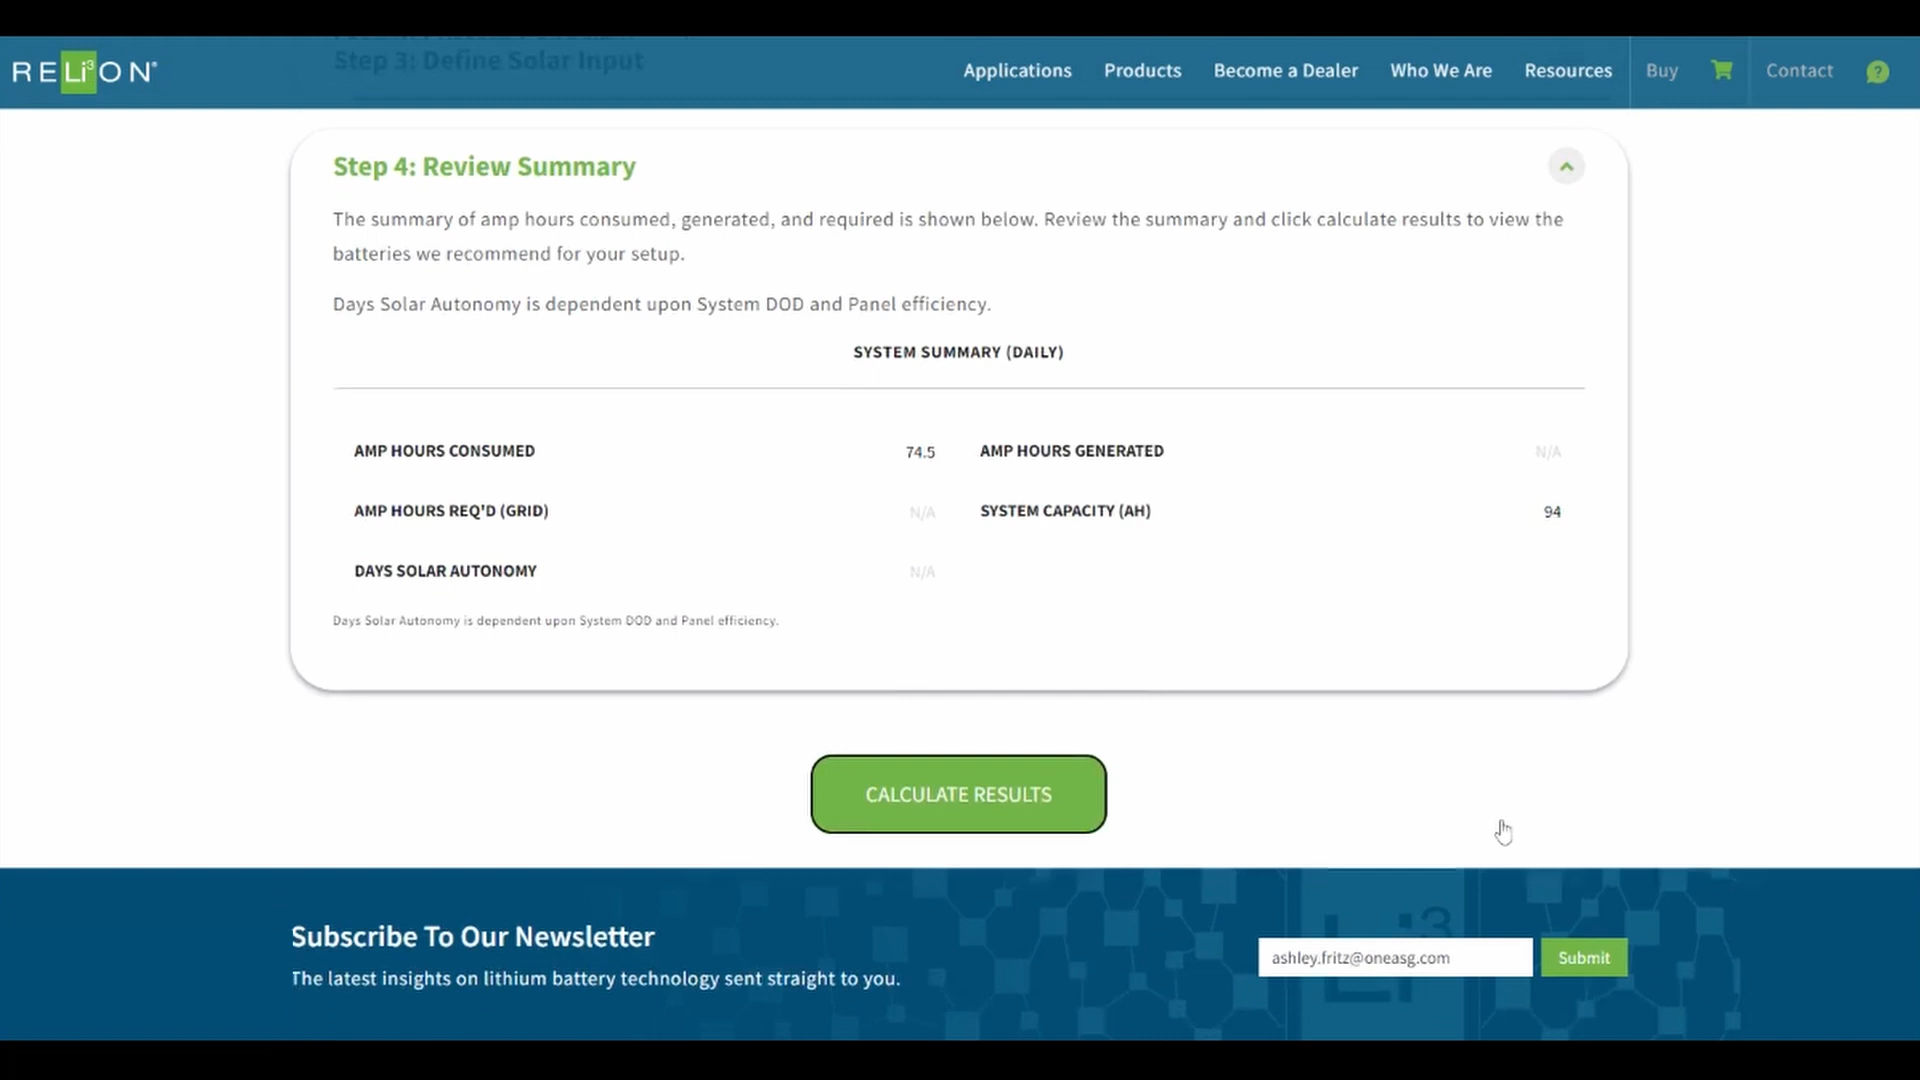 RELi³ON®
Step 3: Define Solar Input
Applications
Products
Become a Dealer
Who We Are
Resources
Buy
Contact
?
Step 4: Review Summary
The summary of amp hours consumed, generated, and required is shown below. Review the summary and click calculate results to view the
batteries we recommend for your setup.
Days Solar Autonomy is dependent upon System DOD and Panel efficiency.
SYSTEM SUMMARY (DAILY)
AMP HOURS CONSUMED 74.5
AMP HOURS GENERATED N/A
AMP HOURS REQ'D (GRID) N/A
SYSTEM CAPACITY (AH) 94
DAYS SOLAR AUTONOMY N/A
Days Solar Autonomy is dependent upon System DOD and Panel efficiency.
CALCULATE RESULTS
Subscribe To Our Newsletter
The latest insights on lithium battery technology sent straight to you.
Li³
ashley.fritz@oneasg.com
Submit